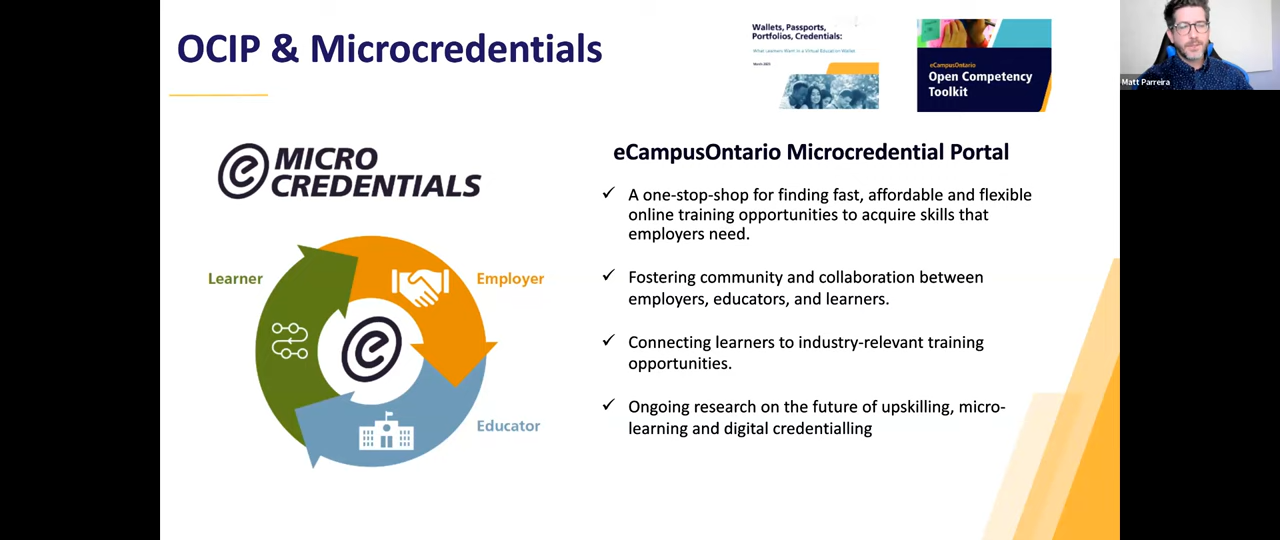 OCIP & Microcredentials
Wallets, Passports,
Portfolios, Credentials:
What Learners Want in a Virtual Education Wallet
March 2023
eCampusOntario
Open Competency
Toolkit
Matt Parreira
MICRO
CREDENTIALS
Learner
Employer
Educator
eCampusOntario Microcredential Portal
✓ A one-stop-shop for finding fast, affordable and flexible
online training opportunities to acquire skills that
employers need.
✓ Fostering community and collaboration between
employers, educators, and learners.
✓ Connecting learners to industry-relevant training
opportunities.
✓ Ongoing research on the future of upskilling, micro-
learning and digital credentialling